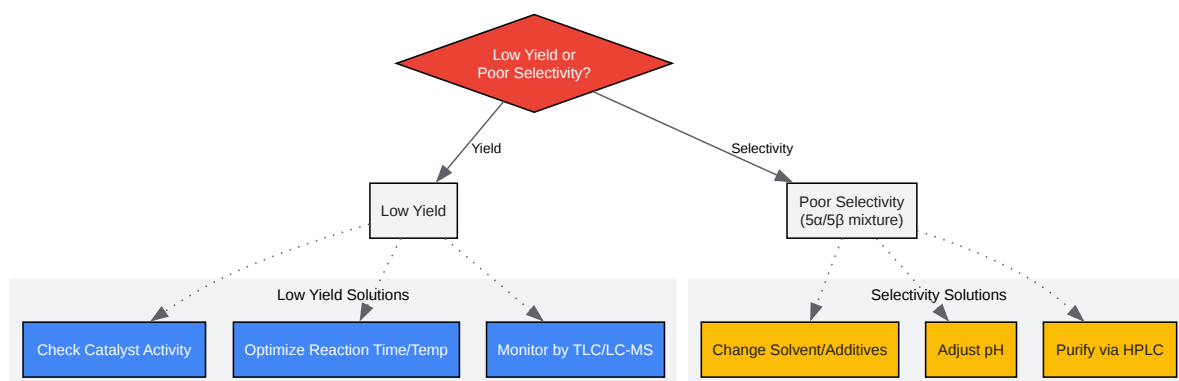 Low Yield or
Poor Selectivity?
Yield
Selectivity
Low Yield
Poor Selectivity
(5α/5β mixture)
Low Yield Solutions
Selectivity Solutions
Check Catalyst Activity
Optimize Reaction Time/Temp
Monitor by TLC/LC-MS
Change Solvent/Additives
Adjust pH
Purify via HPLC